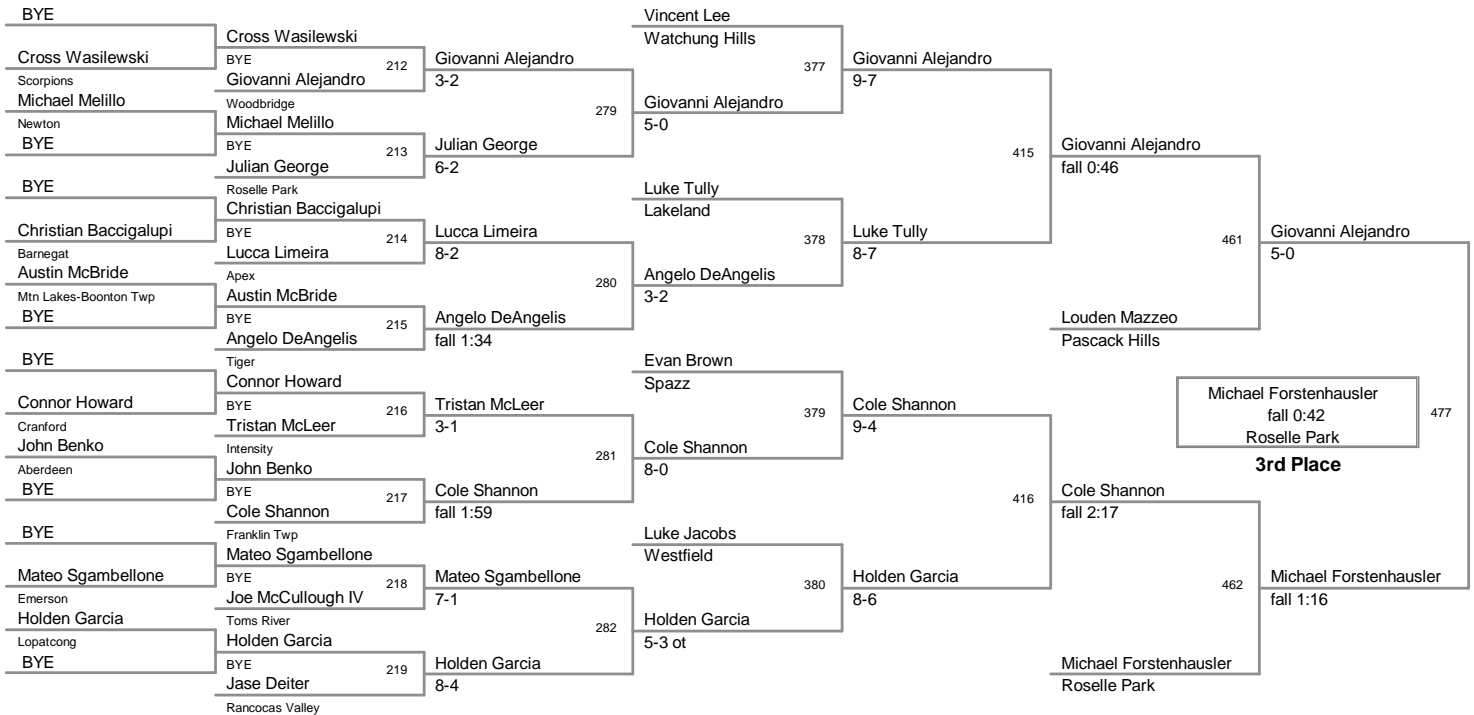 BYE
Cross Wasilewski
Scorpions
Michael Melillo
Newton
BYE
BYE
Christian Baccigalupi
Barnegat
Austin McBride
Mtn Lakes-Boonton Twp
BYE
BYE
Connor Howard
Cranford
John Benko
Aberdeen
BYE
BYE
Mateo Sgambellone
Emerson
Holden Garcia
Lopatcong
BYE
Cross Wasilewski
BYE
212
Giovanni Alejandro
Woodbridge
Michael Melillo
BYE
213
Julian George
Roselle Park
Christian Baccigalupi
BYE
214
Lucca Limeira
Apex
Austin McBride
BYE
215
Angelo DeAngelis
Tiger
Connor Howard
BYE
216
Tristan McLeer
Intensity
John Benko
BYE
217
Cole Shannon
Franklin Twp
Mateo Sgambellone
BYE
218
Joe McCullough IV
Toms River
Holden Garcia
BYE
219
Jase Deiter
Rancocas Valley
Giovanni Alejandro
3-2
279
Julian George
6-2
Lucca Limeira
8-2
280
Angelo DeAngelis
fall 1:34
Tristan McLeer
3-1
281
Cole Shannon
fall 1:59
Mateo Sgambellone
7-1
282
Holden Garcia
8-4
Vincent Lee
Watchung Hills
377
Giovanni Alejandro
5-0
Luke Tully
Lakeland
378
Angelo DeAngelis
3-2
Evan Brown
Spazz
379
Cole Shannon
8-0
Luke Jacobs
Westfield
380
Holden Garcia
5-3 ot
Giovanni Alejandro
9-7
415
Luke Tully
8-7
Cole Shannon
9-4
416
Holden Garcia
8-6
Giovanni Alejandro
fall 0:46
461
Louden Mazzeo
Pascack Hills
Cole Shannon
fall 2:17
462
Michael Forstenhausler
Roselle Park
Giovanni Alejandro
5-0
Michael Forstenhausler
fall 0:42
Roselle Park
477
3rd Place
Michael Forstenhausler
fall 1:16